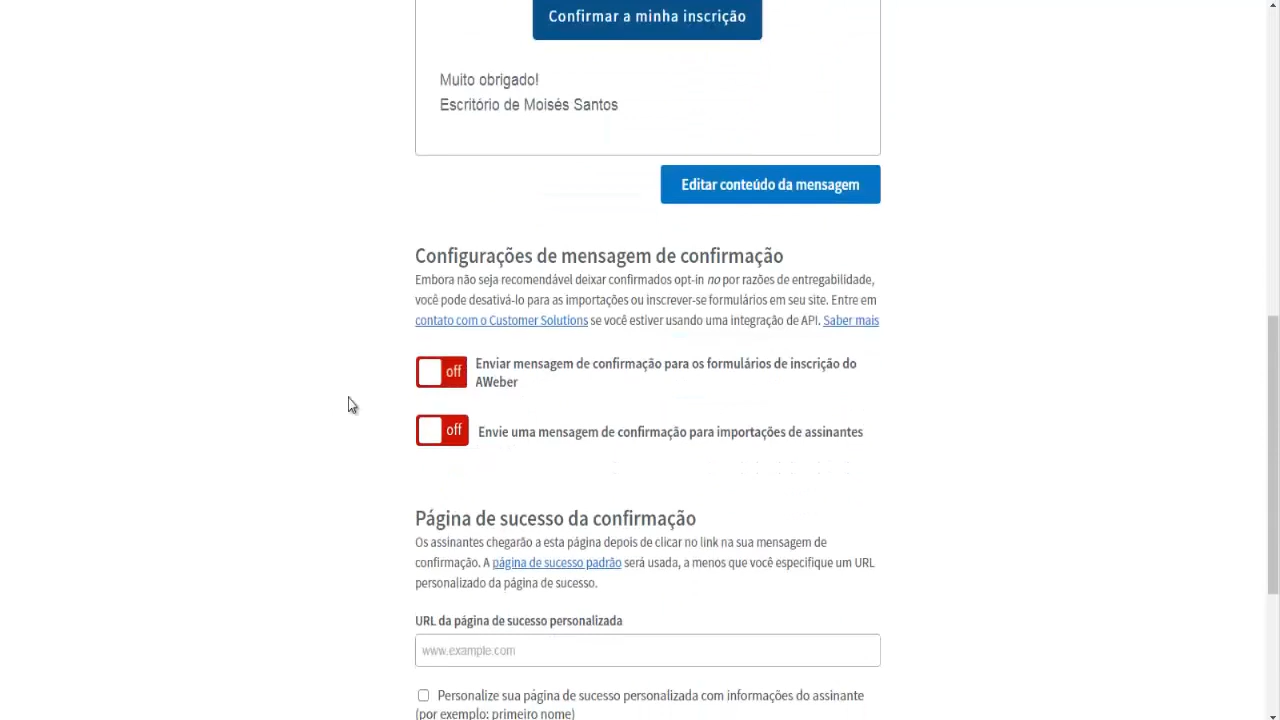 Confirmar a minha inscrição
Muito obrigado!
Escritório de Moisés Santos
Editar conteúdo da mensagem
Configurações de mensagem de confirmação
Embora não seja recomendável deixar confirmados opt-in no por razões de entregabilidade,
você pode desativá-lo para as importações ou inscrever-se formulários em seu site. Entre em
contato com o Customer Solutions se você estiver usando uma integração de API. Saber mais
off
Enviar mensagem de confirmação para os formulários de inscrição do
AWeber
off
Envie uma mensagem de confirmação para importações de assinantes
Página de sucesso da confirmação
Os assinantes chegarão a esta página depois de clicar no link na sua mensagem de
confirmação. A página de sucesso padrão será usada, a menos que você especifique um URL
personalizado da página de sucesso.
URL da página de sucesso personalizada
www.example.com
Personalize sua página de sucesso personalizada com informações do assinante
(por exemplo: primeiro nome)